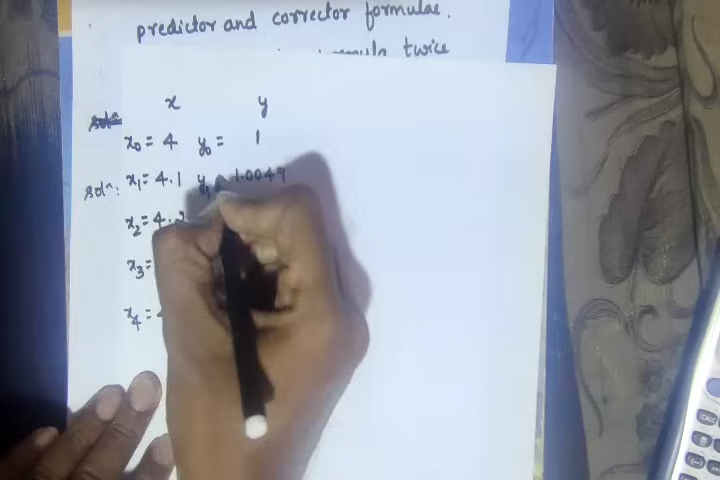 predictor and corrector formulae.
twice
x y
x₀ = 4 y₀ = 1
solⁿ: x₁ = 4.1 y₁ = 1.0049
x₂ = 4.2
x₃ =
x₄ =